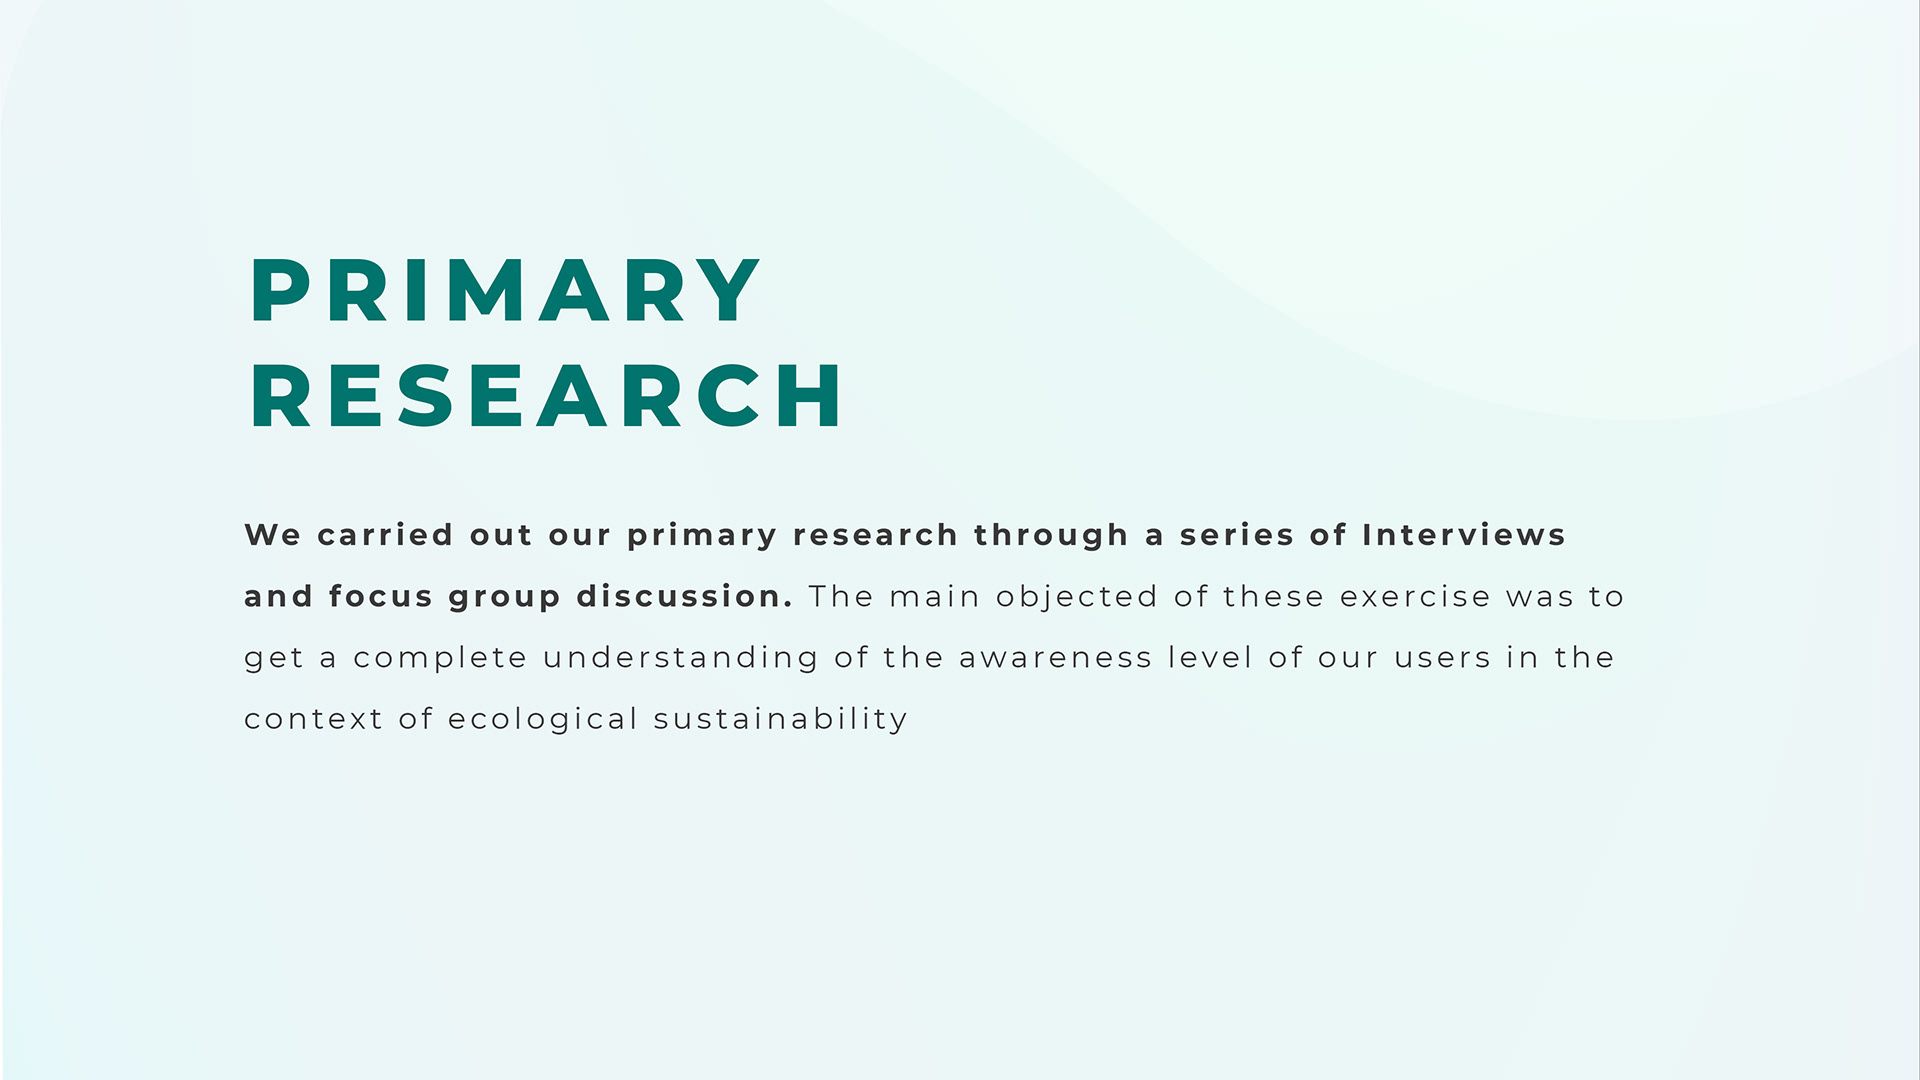 PRIMARY
RESEARCH
We carried out our primary research through a series of Interviews
and focus group discussion. The main objected of these exercise was to
get a complete understanding of the awareness level of our users in the
context of ecological sustainability